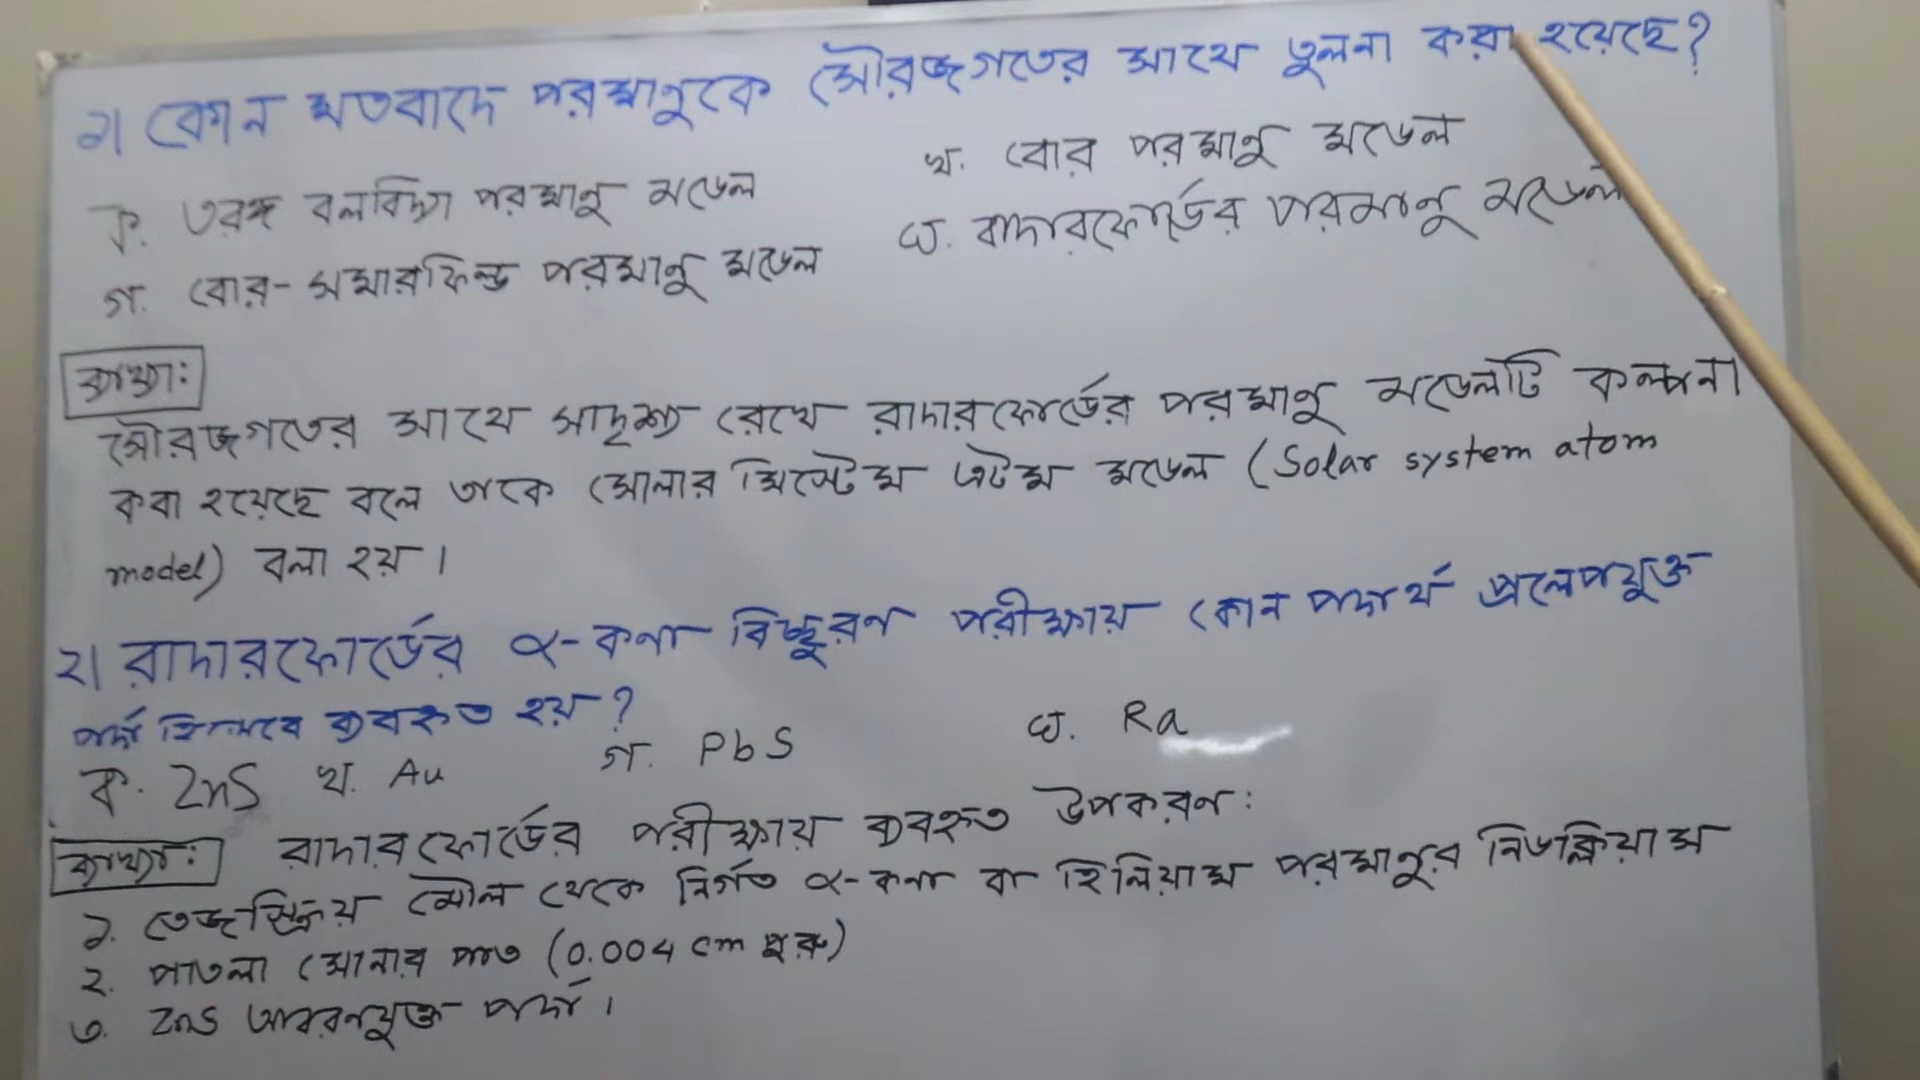 ১। কোন মতবাদে পরমানুকে সৌরজগতের সাথে তুলনা করা হয়েছে?
ক. তরঙ্গ বলবিদ্যা পরমানু মডেল
খ. বোর পরমানু মডেল
গ. বোর-সমারফিল্ড পরমানু মডেল
ঘ. রাদারফোর্ডের পরমানু মডেল
ব্যাখ্যা:
সৌরজগতের সাথে সাদৃশ্য রেখে রাদারফোর্ডের পরমানু মডেলটি কল্পনা
করা হয়েছে বলে তাকে সোলার সিস্টেম এটম মডেল (Solar system atom
model) বলা হয়।
২। রাদারফোর্ডের α-কনা বিচ্ছুরণ পরীক্ষায় কোন পদার্থ প্রলেপযুক্ত
পর্দা হিসাবে ব্যবহৃত হয়?
ক. ZnS খ. Au গ. PbS ঘ. Ra
ব্যাখ্যা: রাদারফোর্ডের পরীক্ষায় ব্যবহৃত উপকরণ:
১. তেজস্ক্রিয় মৌল থেকে নির্গত α-কনা বা হিলিয়াম পরমানুর নিউক্লিয়াস
২. পাতলা সোনার পাত (0.004 cm পুরু)
৩. ZnS আবরনযুক্ত পর্দা।